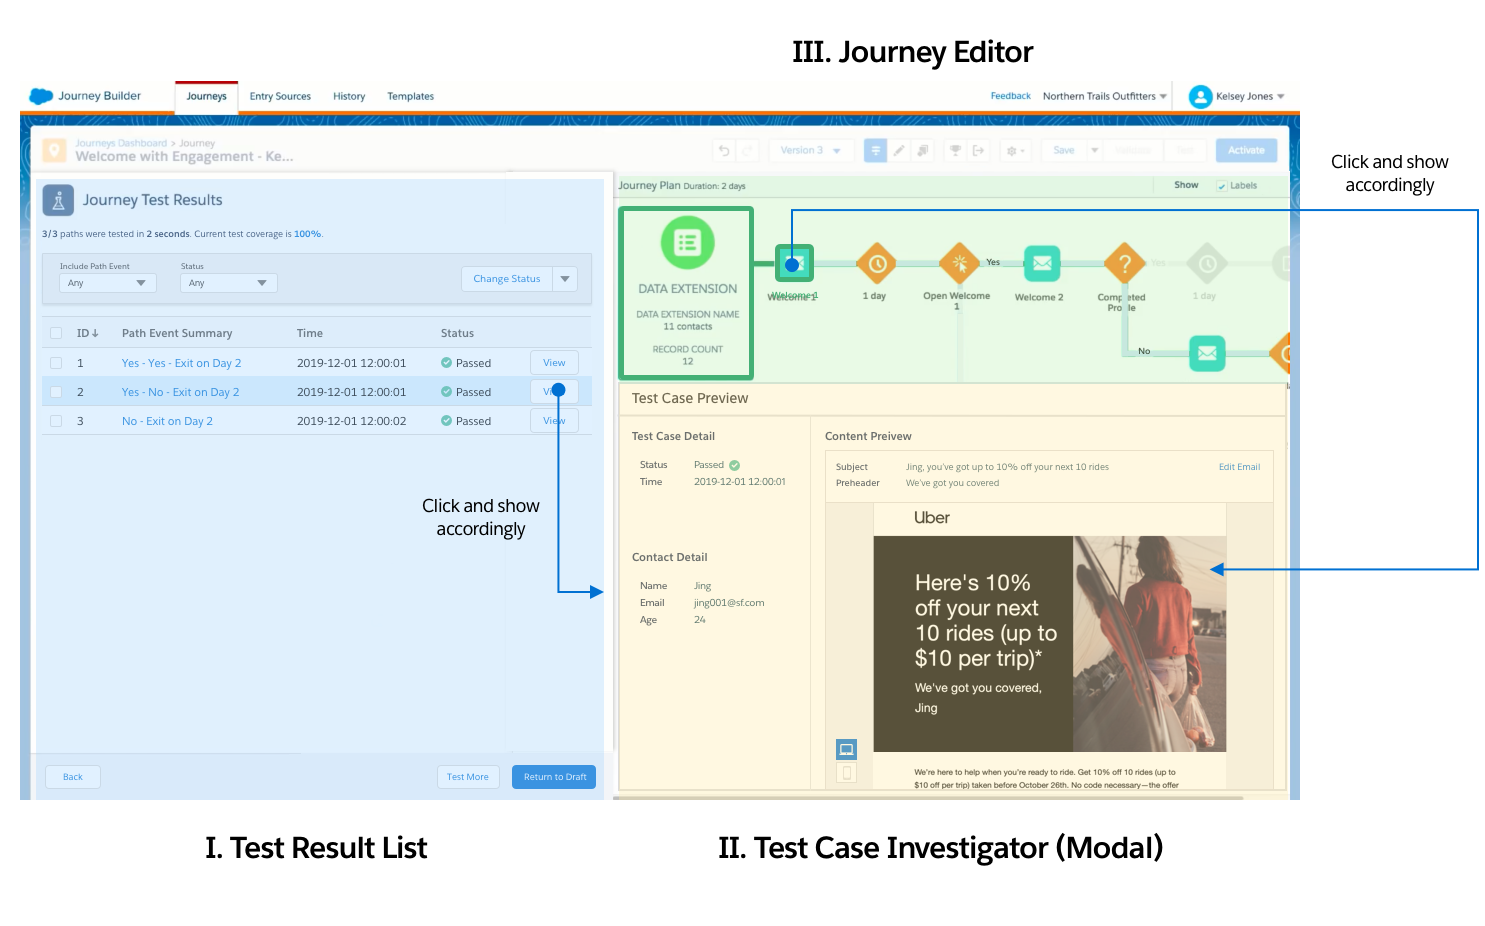 III. Journey Editor
Journey Builder
Journeys
Entry Sources
History
Templates
Feedback
Northern Trails Outfitters
Kelsey Jones
Journeys Dashboard > Journey
Welcome with Engagement - Ke...
Version 3
Save
Activate
Click and show
accordingly
Journey Test Results
3/3 paths were tested in 2 seconds. Current test coverage is 100%.
Include Path Event
Any
Status
Any
Change Status
ID Path Event Summary Time Status
1 Yes - Yes - Exit on Day 2 2019-12-01 12:00:01 Passed View
2 Yes - No - Exit on Day 2 2019-12-01 12:00:01 Passed
3 No - Exit on Day 2 2019-12-01 12:00:02 Passed View
Click and show
accordingly
Back
Test More
Return to Draft
Journey Plan Duration: 2 days
Show
Labels
DATA EXTENSION
DATA EXTENSION NAME
11 contacts
RECORD COUNT
12
Welcome 1
1 day
Open Welcome
1
Yes
Welcome 2
Completed
Profile
Yes
1 day
No
Test Case Preview
Test Case Detail
Status Passed
Time 2019-12-01 12:00:01
Contact Detail
Name Jing
Email jing001@sf.com
Age 24
Content Preivew
Subject Jing, you've got up to 10% off your next 10 rides
Edit Email
Preheader We've got you covered
Uber
Here's 10%
off your next
10 rides (up to
$10 per trip)*
We've got you covered,
Jing
We're here to help when you're ready to ride. Get 10% off 10 rides (up to
$10 off per trip) taken before October 26th. No code necessary—the offer
I. Test Result List
II. Test Case Investigator (Modal)